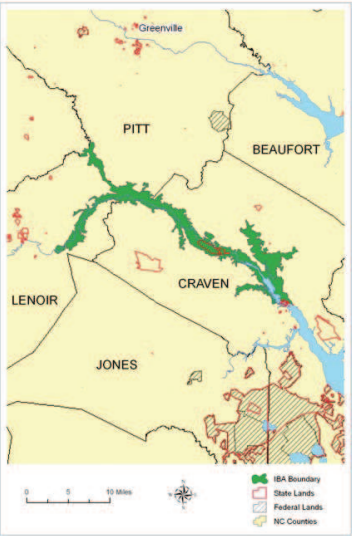 Greenville
PITT
BEAUFORT
CRAVEN
LENOIR
JONES
0 5 10 Miles
N
IBA Boundary
State Lands
Federal Lands
NC Counties